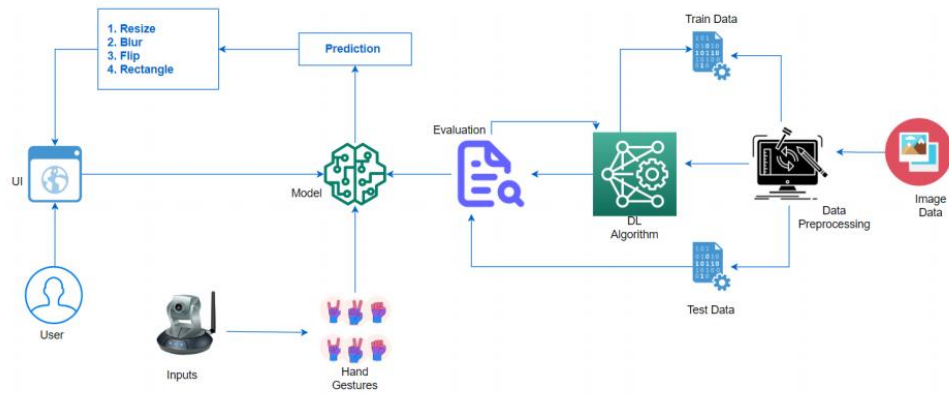 Train Data
1. Resize
2. Blur
3. Flip
4. Rectangle
Prediction
Evaluation
UI
Model
DL
Algorithm
Data
Preprocessing
Image
Data
User
Test Data
Inputs
Hand
Gestures